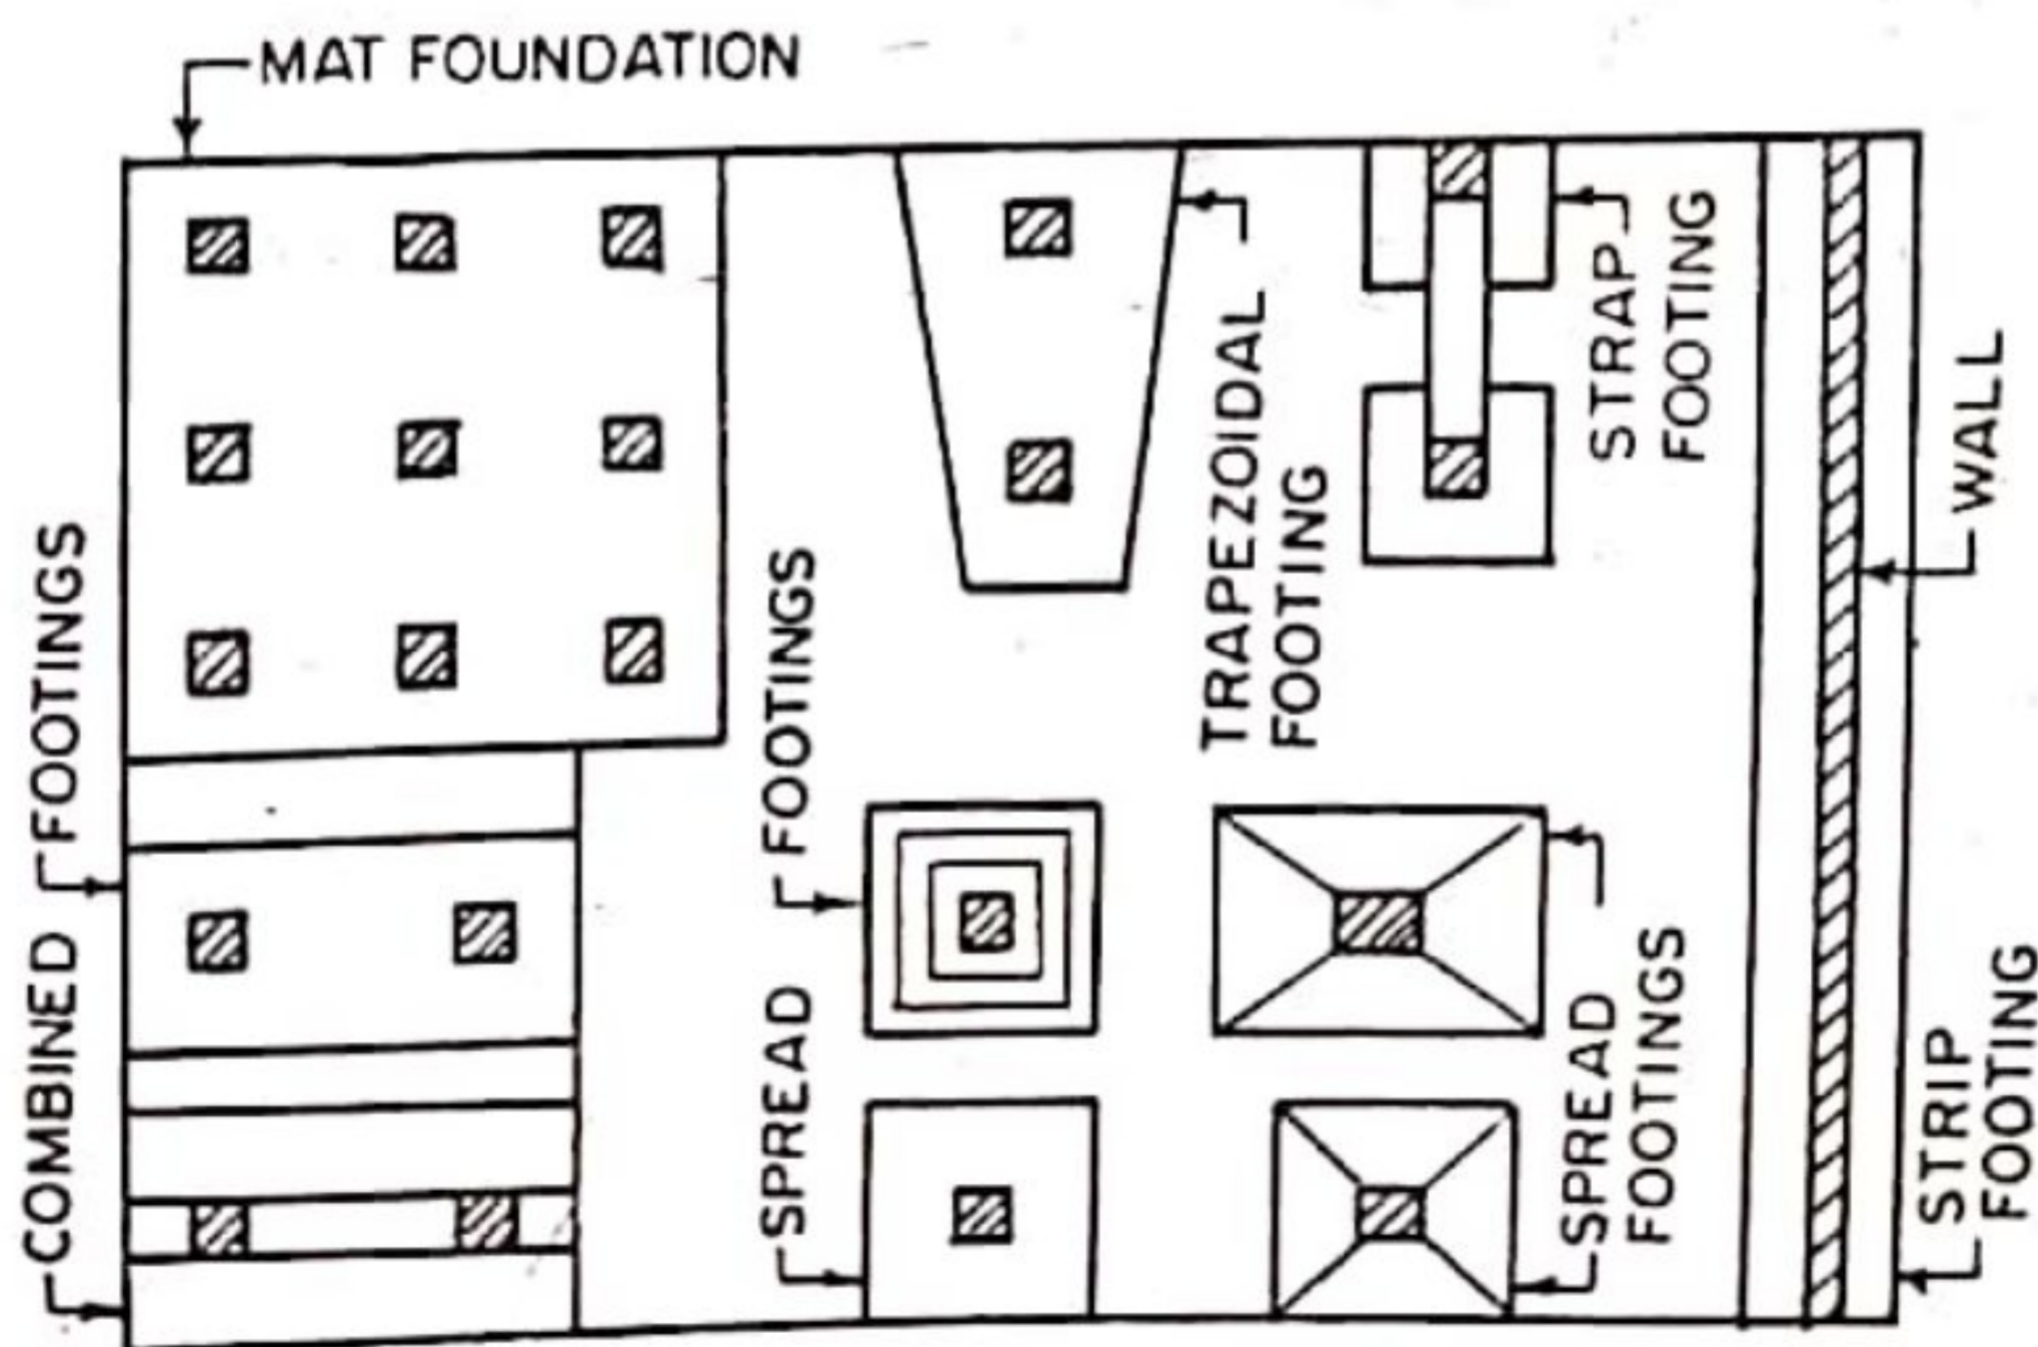 MAT FOUNDATION
COMBINED FOOTINGS
SPREAD FOOTINGS
TRAPEZOIDAL
FOOTING
STRAP
FOOTING
WALL
SPREAD
FOOTINGS
STRIP
FOOTING